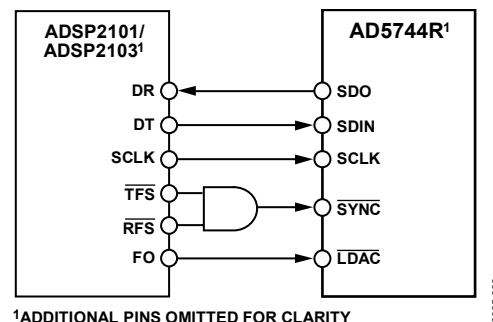 ADSP2101/
ADSP2103¹
AD5744R¹
DR
SDO
DT
SDIN
SCLK
SCLK
TFS
SYNC
RFS
FO
LDAC
¹ADDITIONAL PINS OMITTED FOR CLARITY